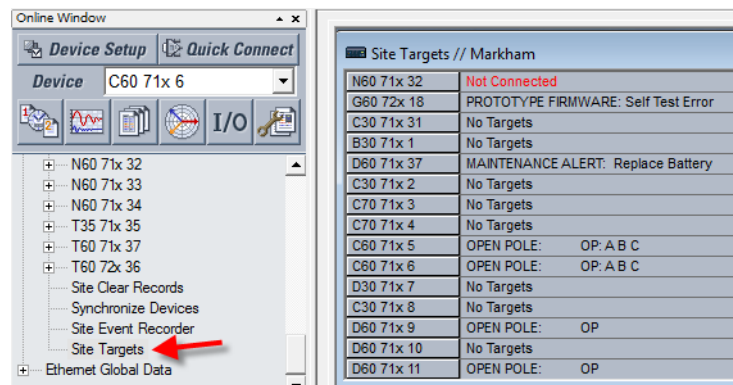 Online Window
Device Setup Quick Connect
Device C60 71x 6
I/O
N60 71x 32
N60 71x 33
N60 71x 34
T35 71x 35
T60 71x 37
T60 72x 36
Site Clear Records
Synchronize Devices
Site Event Recorder
Site Targets
Ethernet Global Data
Site Targets // Markham
N60 71x 32 Not Connected
G60 72x 18 PROTOTYPE FIRMWARE: Self Test Error
C30 71x 31 No Targets
B30 71x 1 No Targets
D60 71x 37 MAINTENANCE ALERT: Replace Battery
C30 71x 2 No Targets
C70 71x 3 No Targets
C70 71x 4 No Targets
C60 71x 5 OPEN POLE: OP: A B C
C60 71x 6 OPEN POLE: OP: A B C
D30 71x 7 No Targets
C30 71x 8 No Targets
D60 71x 9 OPEN POLE: OP
D60 71x 10 No Targets
D60 71x 11 OPEN POLE: OP